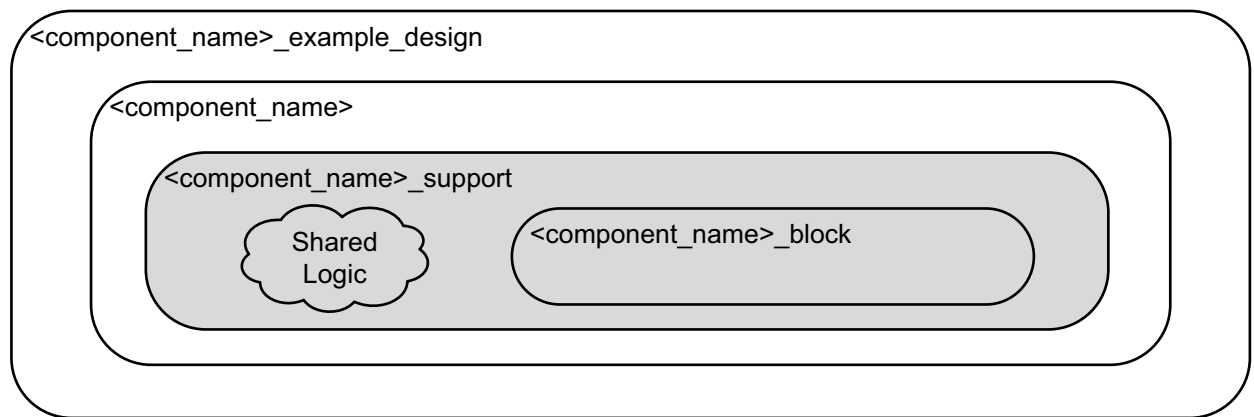 <component_name>_example_design
<component_name>
<component_name>_support
Shared
Logic
<component_name>_block